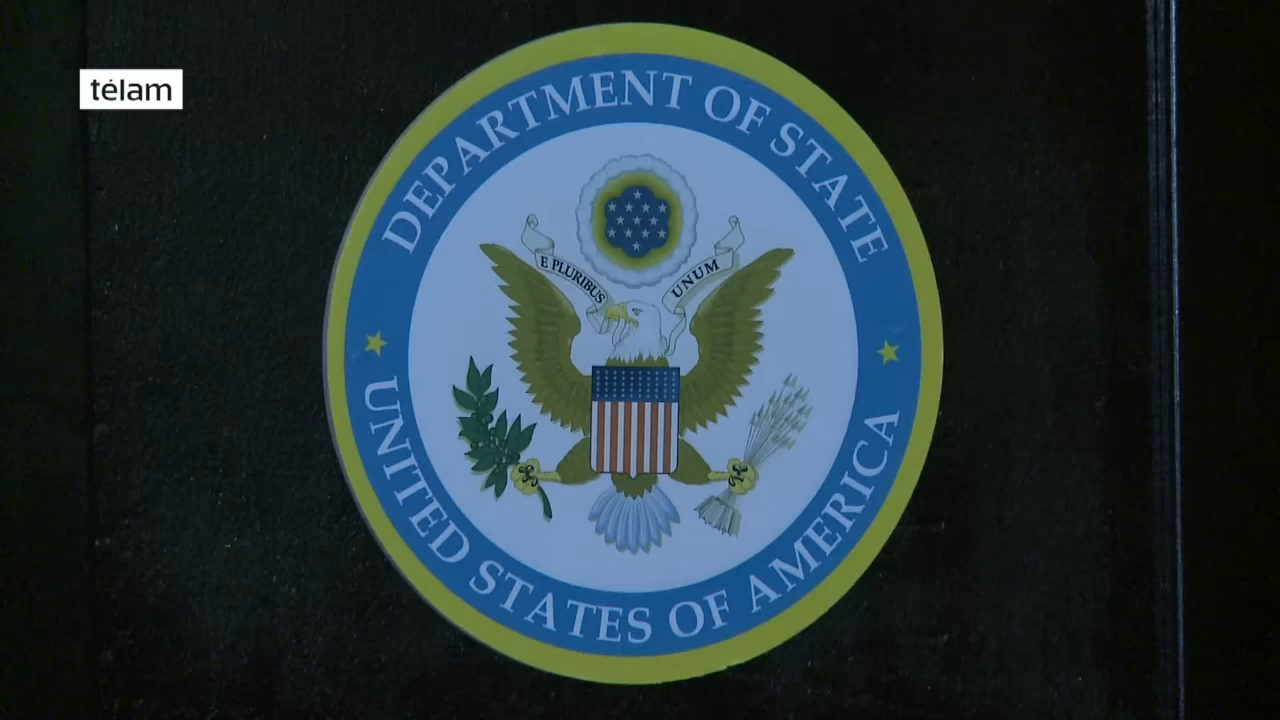 télam
DEPARTMENT OF STATE
E PLURIBUS UNUM
UNITED STATES OF AMERICA